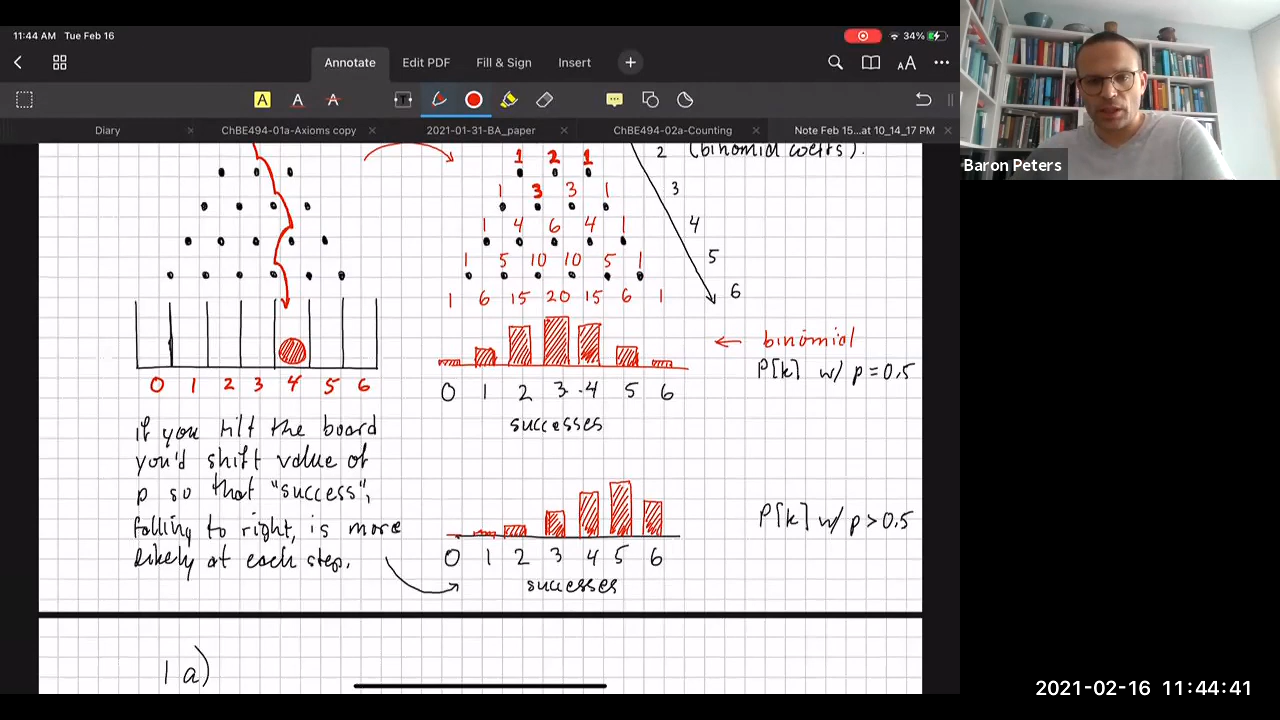 11:44 AM Tue Feb 16
34%
Annotate Edit PDF Fill & Sign Insert
A A A T
AA
Diary × ChBE494-01a-Axioms copy × 2021-01-31-BA_paper × ChBE494-02a-Counting × Note Feb 15...at 10_14_17 PM ×
Baron Peters
1 2 1
2 (binomial coeffs).
1 3 3 1
3
1 4 6 4 1
4
1 5 10 10 5 1
5
1 6 15 20 15 6 1
6
← binomial
P[k] w/ p = 0.5
0 1 2 3 4 5 6
0 1 2 3 4 5 6
successes
if you tilt the board
you'd shift value of
p so that "success",
falling to right, is more
likely at each step.
P[k] w/ p > 0.5
0 1 2 3 4 5 6
successes
1 a)
2021-02-16 11:44:41